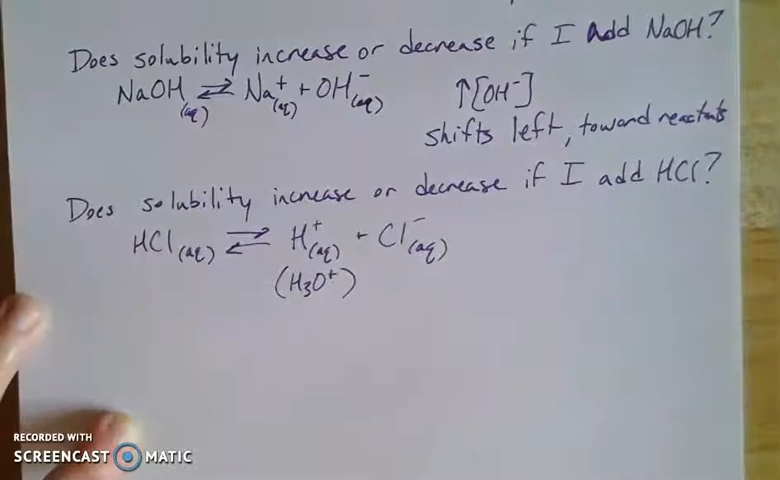 Does solubility increase or decrease if I add NaOH?
NaOH(aq) ⇌ Na⁺(aq) + OH⁻(aq) ↑[OH⁻]
shifts left, toward reactants
Does solubility increase or decrease if I add HCl?
HCl(aq) ⇌ H⁺(aq) + Cl⁻(aq)
(H₃O⁺)
RECORDED WITH
SCREENCAST MATIC